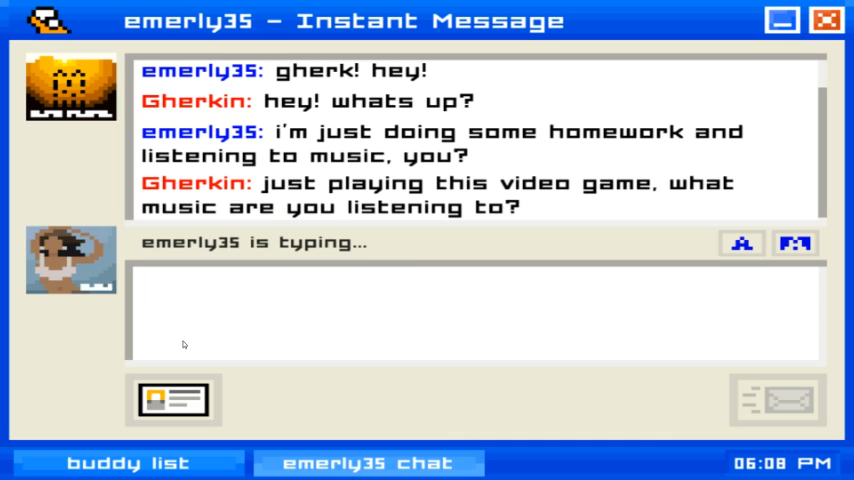 emerly35 - Instant Message
emerly35: gherk! hey!
Gherkin: hey! whats up?
emerly35: i'm just doing some homework and
listening to music, you?
Gherkin: just playing this video game, what
music are you listening to?
emerly35 is typing...
A
buddy list
emerly35 chat
06:08 PM